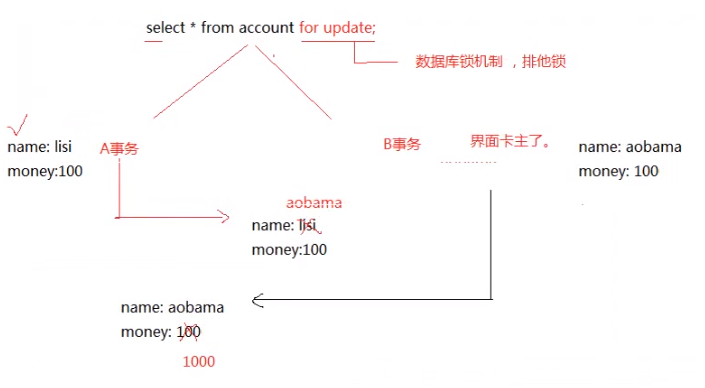 select * from account for update;
数据库锁机制 ，排他锁
name: lisi
money:100
A事务
B事务
界面卡主了。
name: aobama
money: 100
aobama
name: lisi
money:100
name: aobama
money: 100
1000